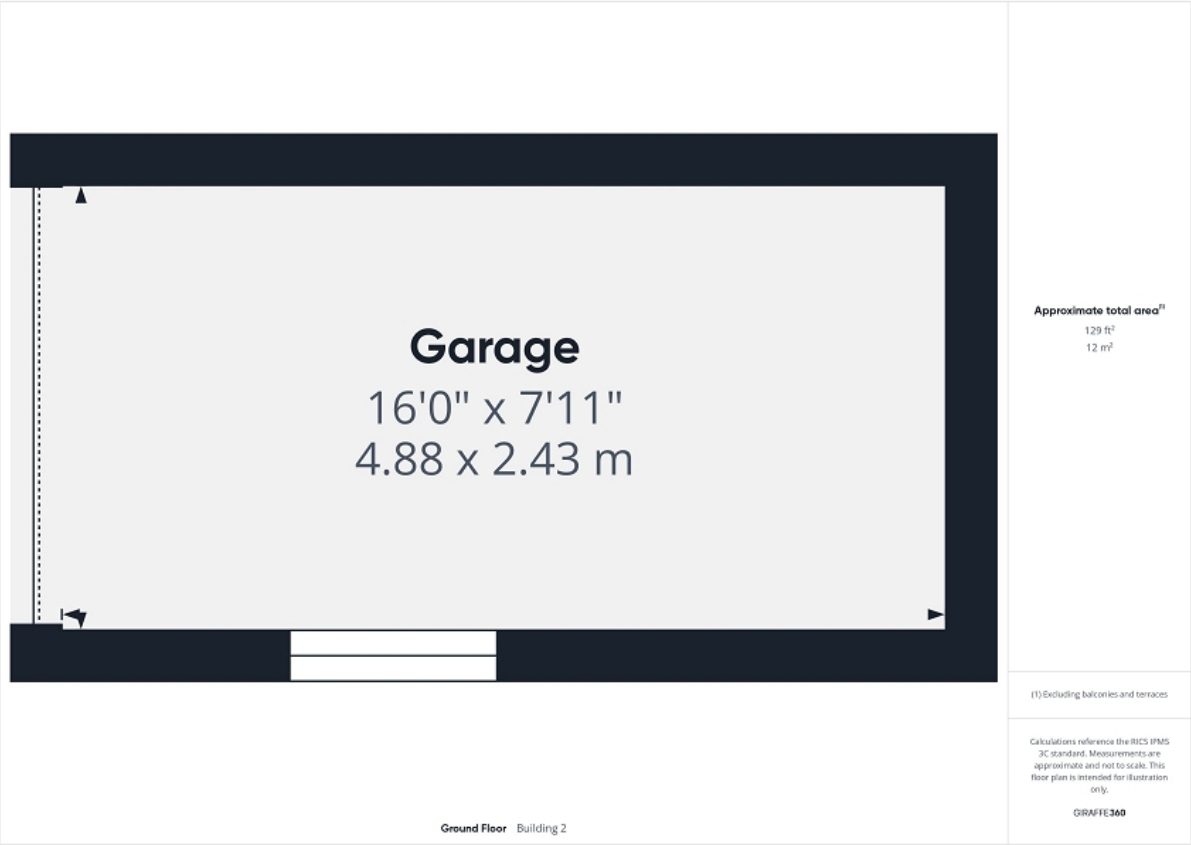 Garage
16'0" x 7'11"
4.88 x 2.43 m
Approximate total area⁽¹⁾
129 ft²
12 m²
(1) Excluding balconies and terraces
Calculations reference the RICS IPMS
3C standard. Measurements are
approximate and not to scale. This
floor plan is intended for illustration
only.
GIRAFFE360
Ground Floor Building 2